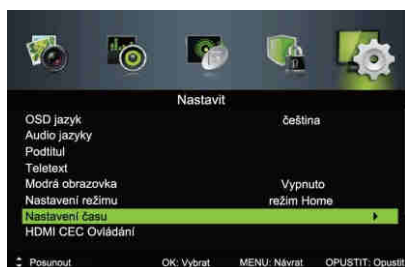 Nastavit
OSD jazyk čeština
Audio jazyky
Podtitul
Teletext
Modrá obrazovka Vypnuto
Nastavení režimu režim Home
Nastavení času
HDMI CEC Ovládání
Posunout OK: Vybrat MENU: Návrat OPUSTIT: Opustit